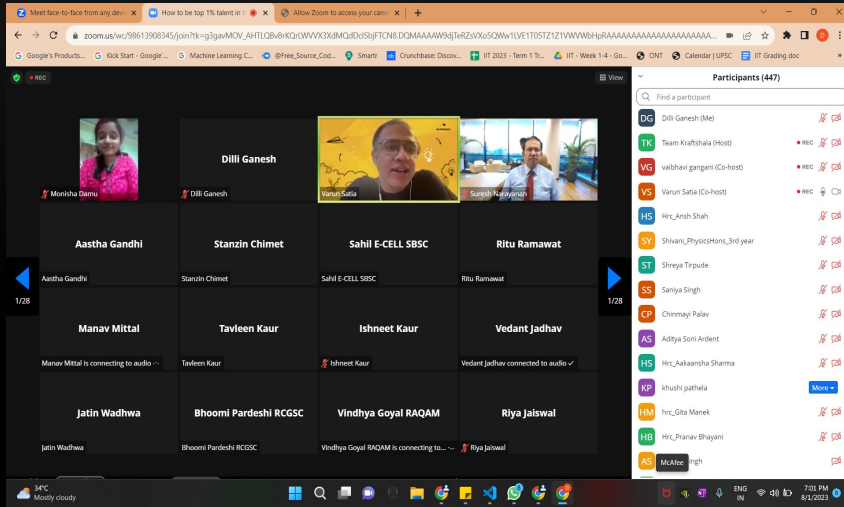 Meet face-to-face from any devi
How to be top 1% talent in t
Allow Zoom to access your cam
zoom.us/wc/98613908345/join?tk=g3gavMOV_AHTLQBvBrKQrLWVVX3XdMQdDclSbjFTCNl8.DQMAAAAW9djTeRZsVXo5QWw1LVE1T05TZ1Z1VWVWbHpRAAAAAAAAAAAAAAAAAAAAA...
Google's Products...
Kick Start - Google'...
Machine Learning C...
@Free_Source_Cod...
Smartr
Crunchbase: Discov...
IIT 2023 - Term 1 Tr...
IIT - Week 1-4 - Go...
ONT
Calendar | UPSC
IIT Grading doc
REC
View
Monisha Damu
Dilli Ganesh
Dilli Ganesh
Varun Satia
Suresh Narayanan
Aastha Gandhi
Stanzin Chimet
Sahil E-CELL SBSC
Ritu Ramawat
Aastha Gandhi
Stanzin Chimet
Sahil E-CELL SBSC
Ritu Ramawat
1/28
1/28
Manav Mittal
Tavleen Kaur
Ishneet Kaur
Vedant Jadhav
Manav Mittal is connecting to audio
Tavleen Kaur
Ishneet Kaur
Vedant Jadhav connected to audio ✓
Jatin Wadhwa
Bhoomi Pardeshi RCGSC
Vindhya Goyal RAQAM
Riya Jaiswal
Jatin Wadhwa
Bhoomi Pardeshi RCGSC
Vindhya Goyal RAQAM is connecting to...
Riya Jaiswal
Participants (447)
Find a participant
DG Dilli Ganesh (Me)
TK Team Kraftshala (Host) REC
VG vaibhavi gangani (Co-host) REC
VS Varun Satia (Co-host) REC
HS Hrc_Ansh Shah
SY Shivani_PhysicsHons_3rd year
ST Shreya Tirpude
SS Saniya Singh
CP Chinmayi Palav
AS Aditya Soni Ardent
HS Hrc_Aakaansha Sharma
KP khushi pathela More
HM hrc_Gita Manek
HB Hrc_Pranav Bhayani
AS McAfee ingh
34°C
Mostly cloudy
ENG
IN
7:01 PM
8/1/2023